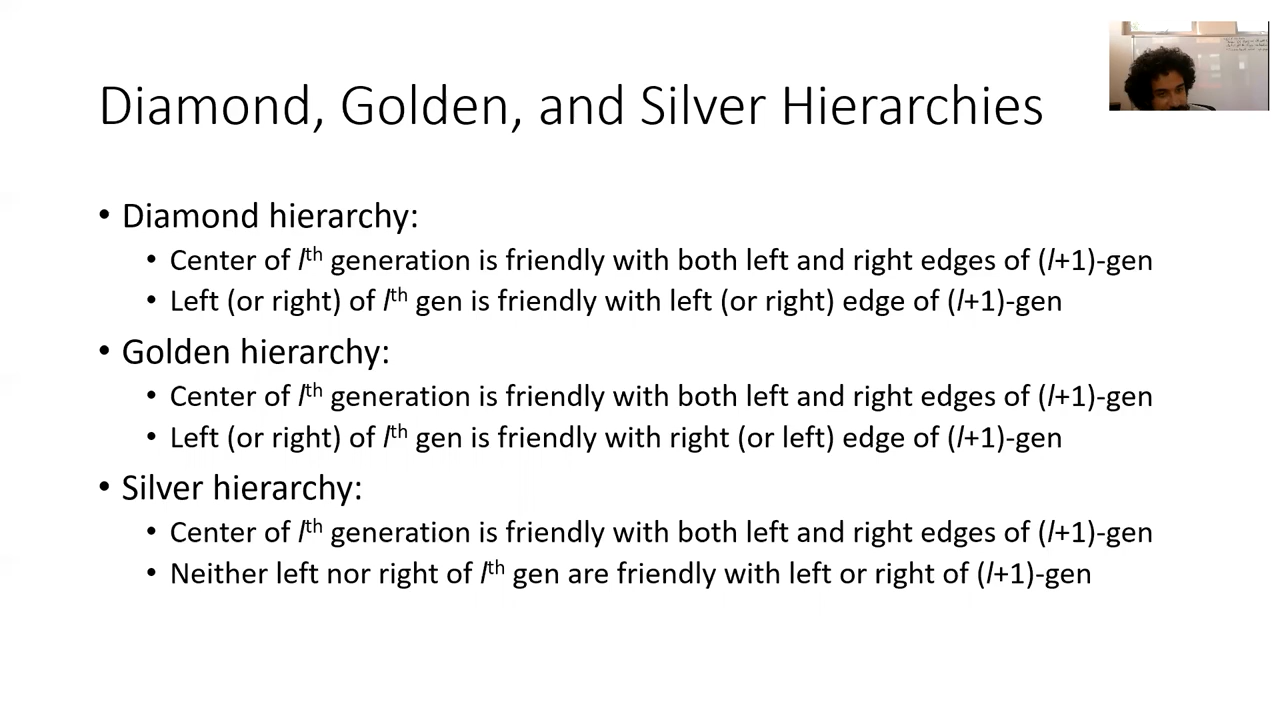 Diamond, Golden, and Silver Hierarchies
• Diamond hierarchy:
• Center of lth generation is friendly with both left and right edges of (l+1)-gen
• Left (or right) of lth gen is friendly with left (or right) edge of (l+1)-gen
• Golden hierarchy:
• Center of lth generation is friendly with both left and right edges of (l+1)-gen
• Left (or right) of lth gen is friendly with right (or left) edge of (l+1)-gen
• Silver hierarchy:
• Center of lth generation is friendly with both left and right edges of (l+1)-gen
• Neither left nor right of lth gen are friendly with left or right of (l+1)-gen